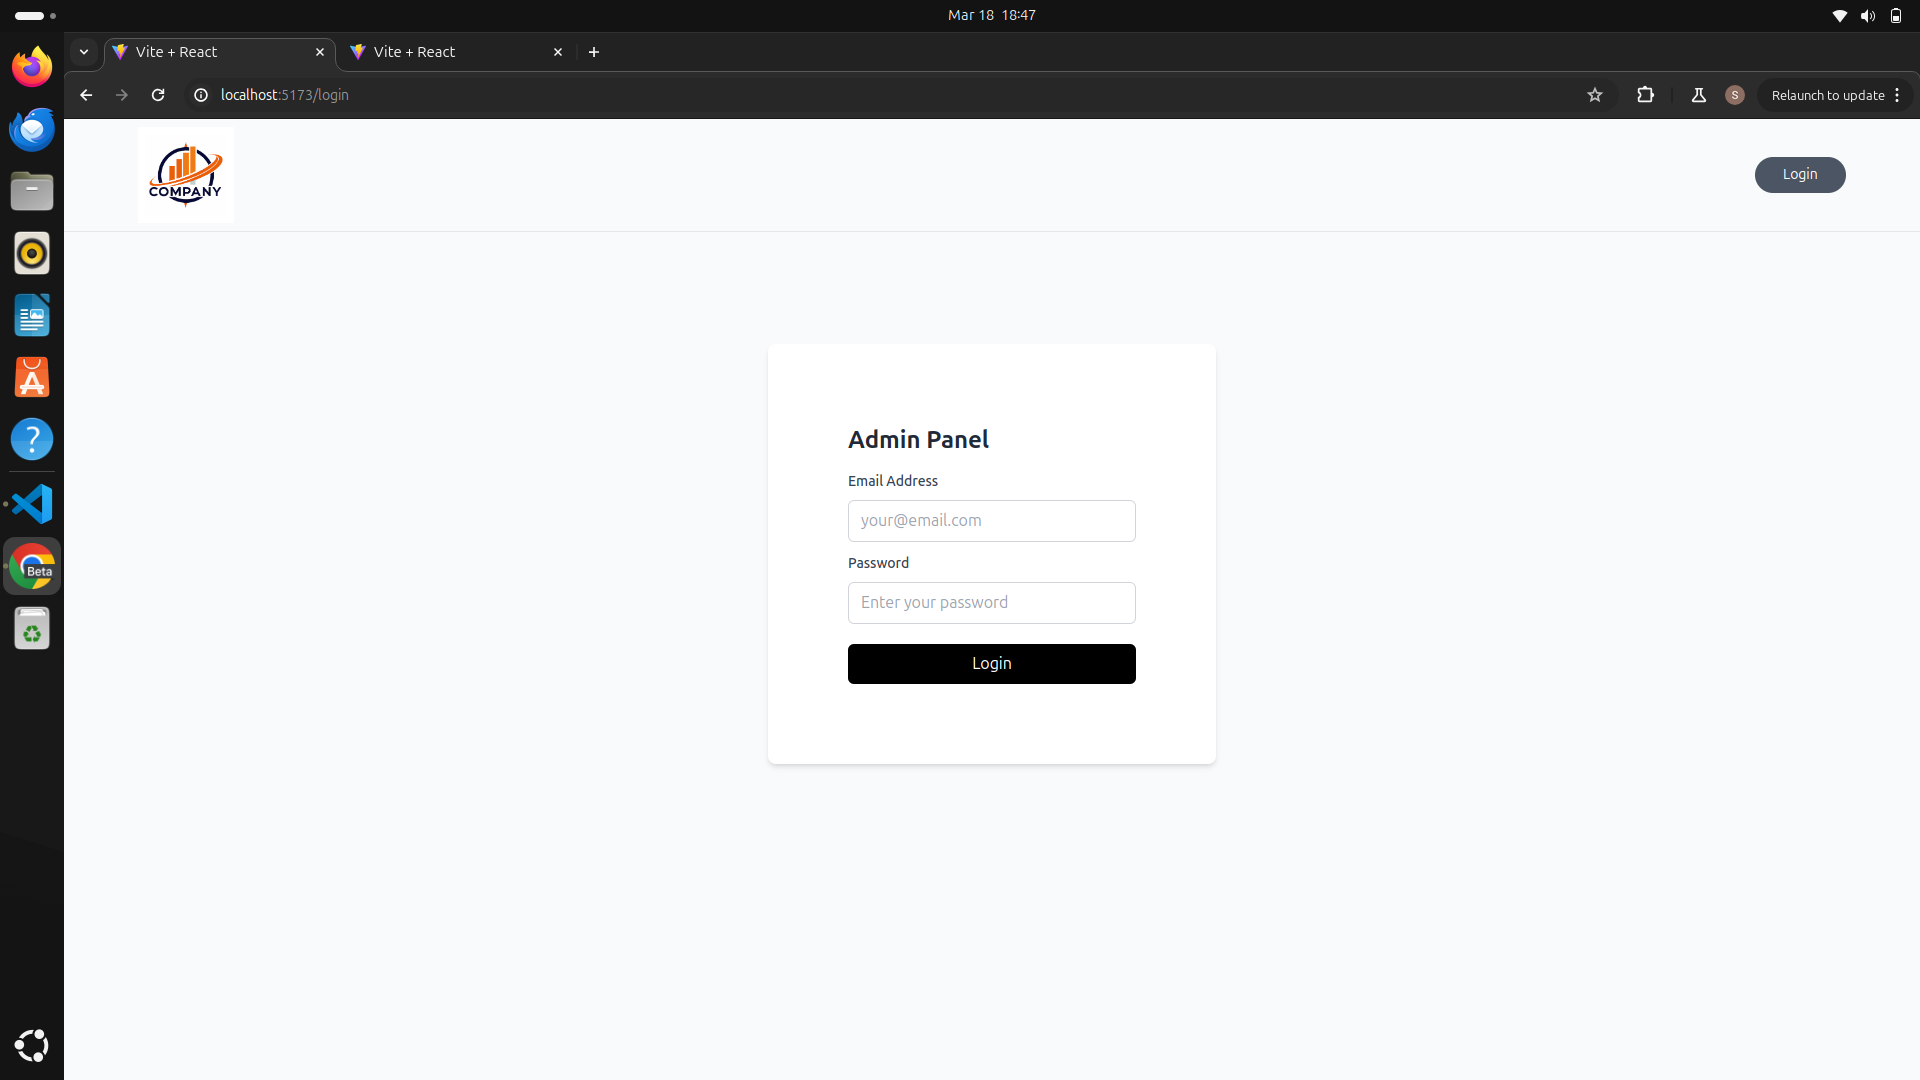 Mar 18 18:47
Vite + React
Vite + React
localhost:5173/login
S
Relaunch to update
COMPANY
Login
Admin Panel
Email Address
your@email.com
Password
Enter your password
Login
Beta